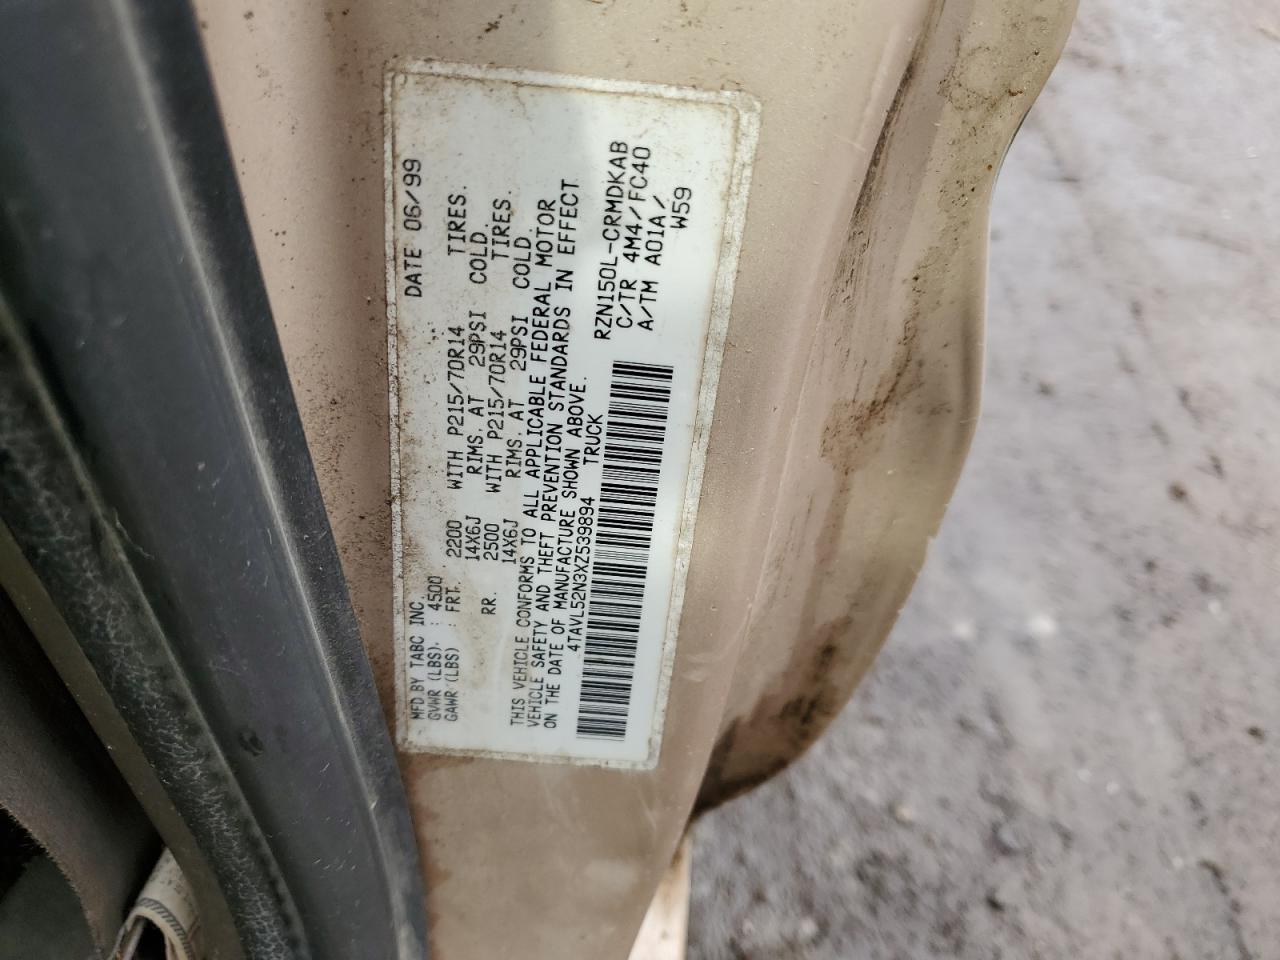 MFD.BY TABC INC. DATE 06/99
GVWR (LBS). : 4500
GAWR (LBS) : FRT. 2200 WITH P215/70R14 TIRES.
14X6J RIMS. AT 29PSI COLD.
RR. 2500 WITH P215/70R14 TIRES.
14X6J RIMS. AT 29PSI COLD.
THIS VEHICLE CONFORMS TO ALL APPLICABLE FEDERAL MOTOR
VEHICLE SAFETY AND THEFT PREVENTION STANDARDS IN EFFECT
ON THE DATE OF MANUFACTURE SHOWN ABOVE.
4TAVL52N3XZ539894 TRUCK
RZN150L-CRMDKAB
C/TR 4M4/FC40
A/TM A01A/
W59